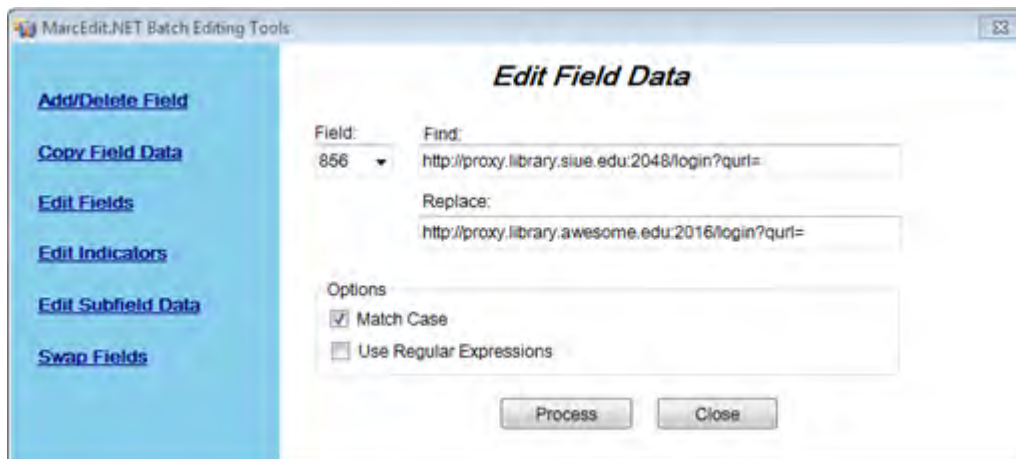 MarcEdit.NET Batch Editing Tools
Add/Delete Field
Copy Field Data
Edit Fields
Edit Indicators
Edit Subfield Data
Swap Fields
Edit Field Data
Field: Find:
856 http://proxy.library.siue.edu:2048/login?qurl=
Replace:
http://proxy.library.awesome.edu:2016/login?qurl=
Options
Match Case
Use Regular Expressions
Process Close